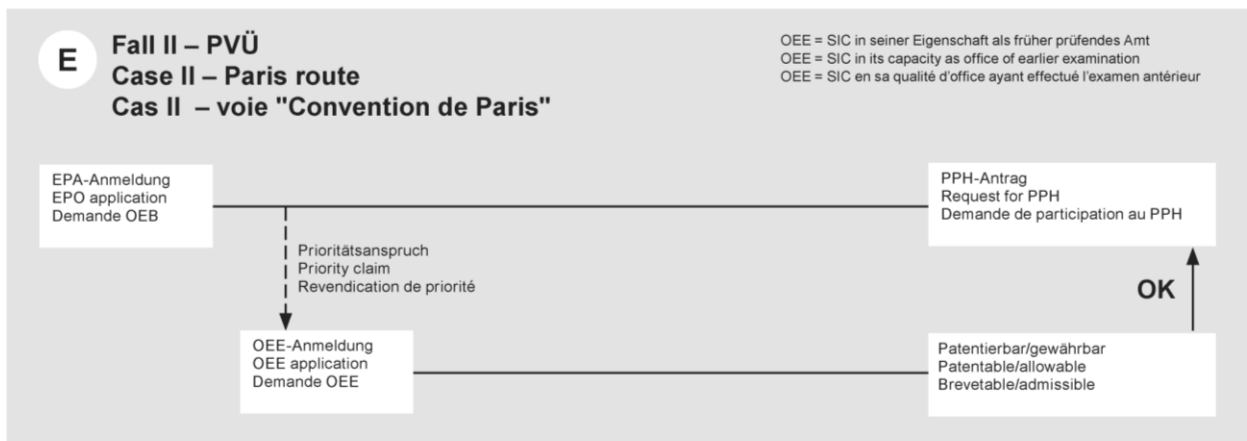 E
Fall II – PVÜ
Case II – Paris route
Cas II – voie "Convention de Paris"
OEE = SIC in seiner Eigenschaft als früher prüfendes Amt
OEE = SIC in its capacity as office of earlier examination
OEE = SIC en sa qualité d'office ayant effectué l'examen antérieur
EPA-Anmeldung
EPO application
Demande OEB
PPH-Antrag
Request for PPH
Demande de participation au PPH
Prioritätsanspruch
Priority claim
Revendication de priorité
OK
OEE-Anmeldung
OEE application
Demande OEE
Patentierbar/gewährbar
Patentable/allowable
Brevetable/admissible